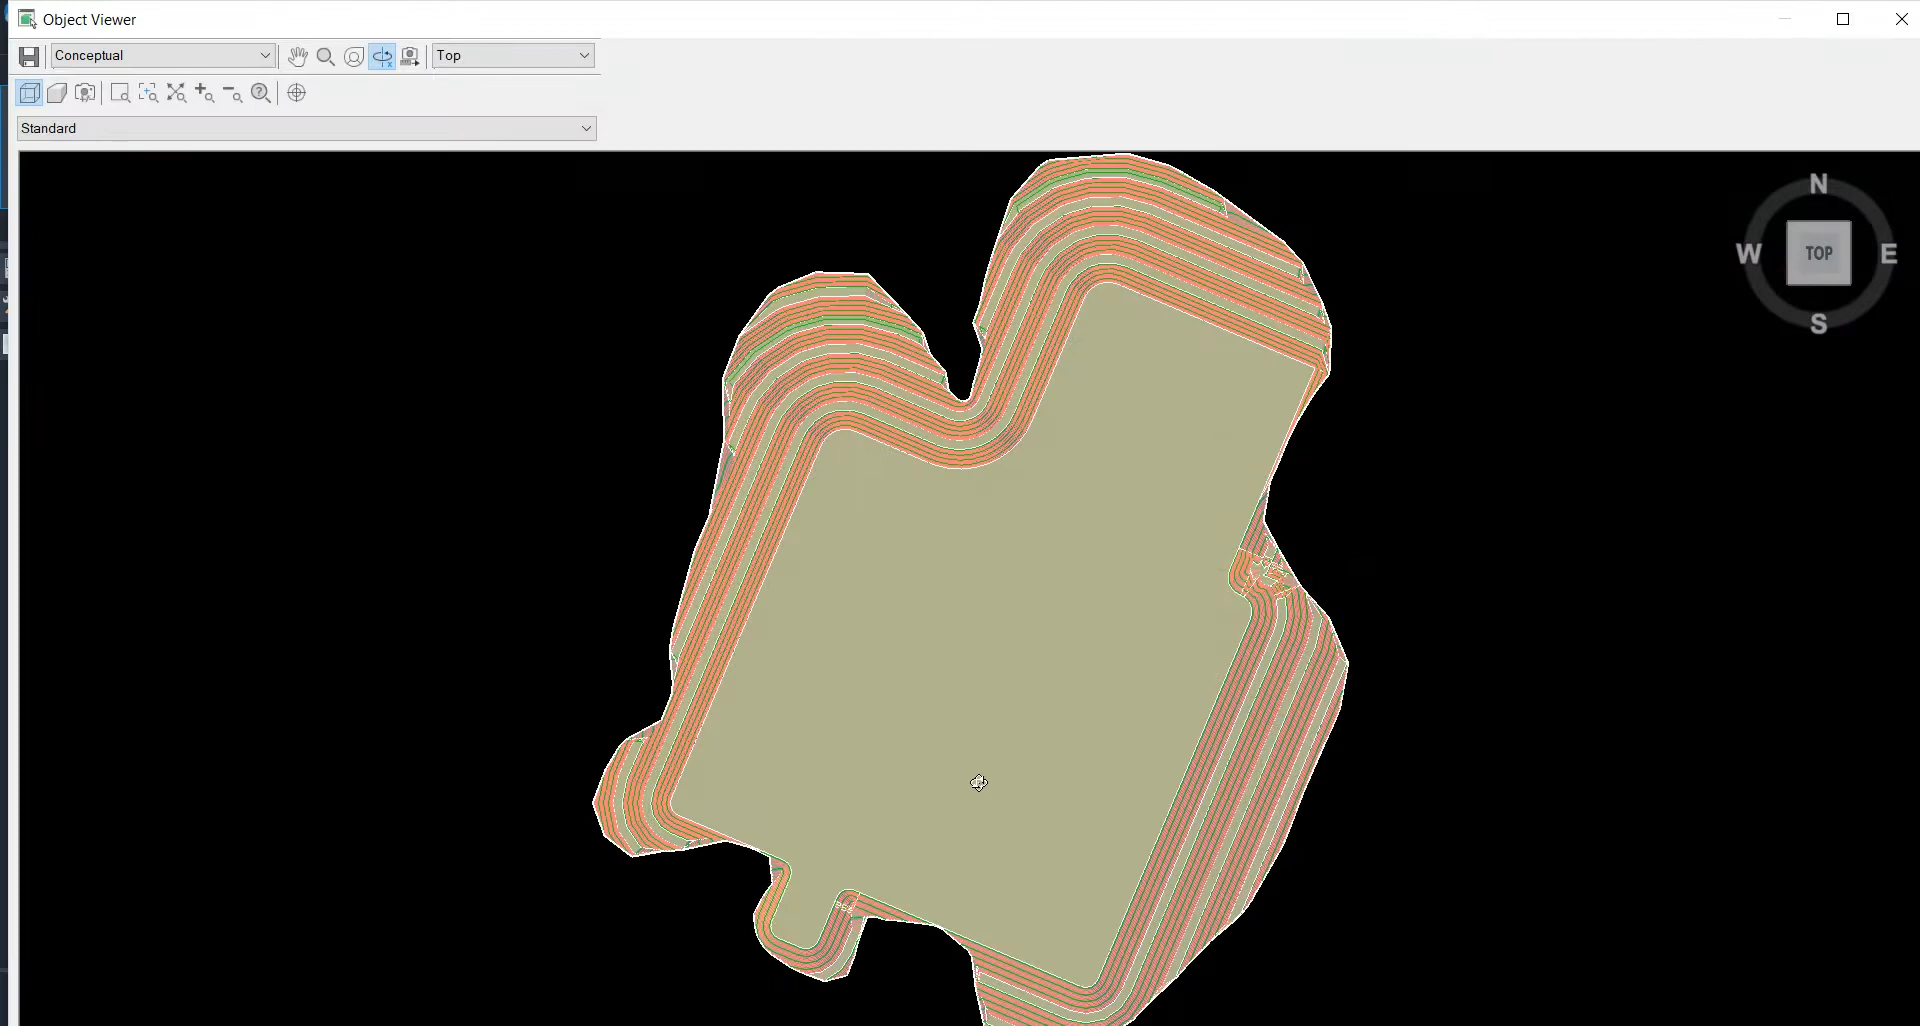 Object Viewer
Conceptual
Top
Standard
N
W TOP E
S